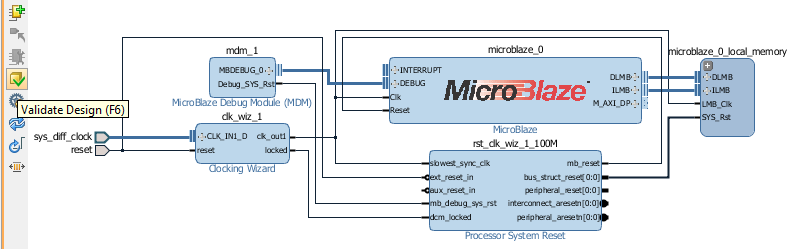 mdm_1
MBDEBUG_0
Debug_SYS_Rst
MicroBlaze Debug Module (MDM)
Validate Design (F6)
sys_diff_clock
reset
clk_wiz_1
CLK_IN1_D
clk_out1
reset
locked
Clocking Wizard
microblaze_0
INTERRUPT
DEBUG
Clk
Reset
MicroBlaze
DLMB
ILMB
M_AXI_DP
MicroBlaze
microblaze_0_local_memory
DLMB
ILMB
LMB_Clk
SYS_Rst
rst_clk_wiz_1_100M
slowest_sync_clk
mb_reset
ext_reset_in
bus_struct_reset[0:0]
aux_reset_in
peripheral_reset[0:0]
mb_debug_sys_rst
interconnect_aresetn[0:0]
dcm_locked
peripheral_aresetn[0:0]
Processor System Reset